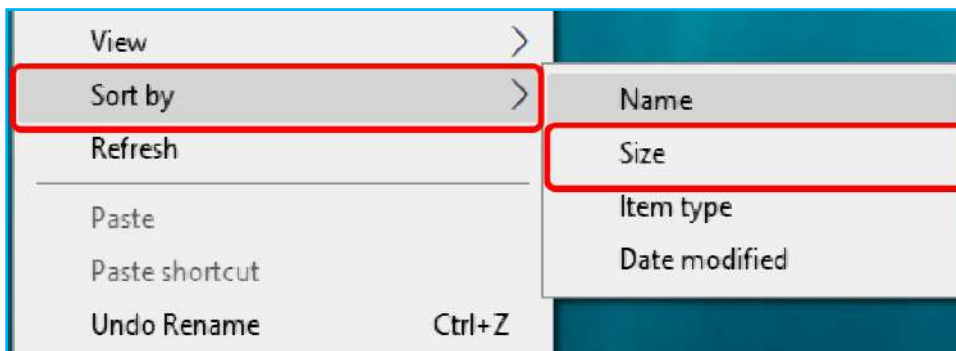 View
Sort by
Refresh
Paste
Paste shortcut
Undo Rename Ctrl+Z
Name
Size
Item type
Date modified